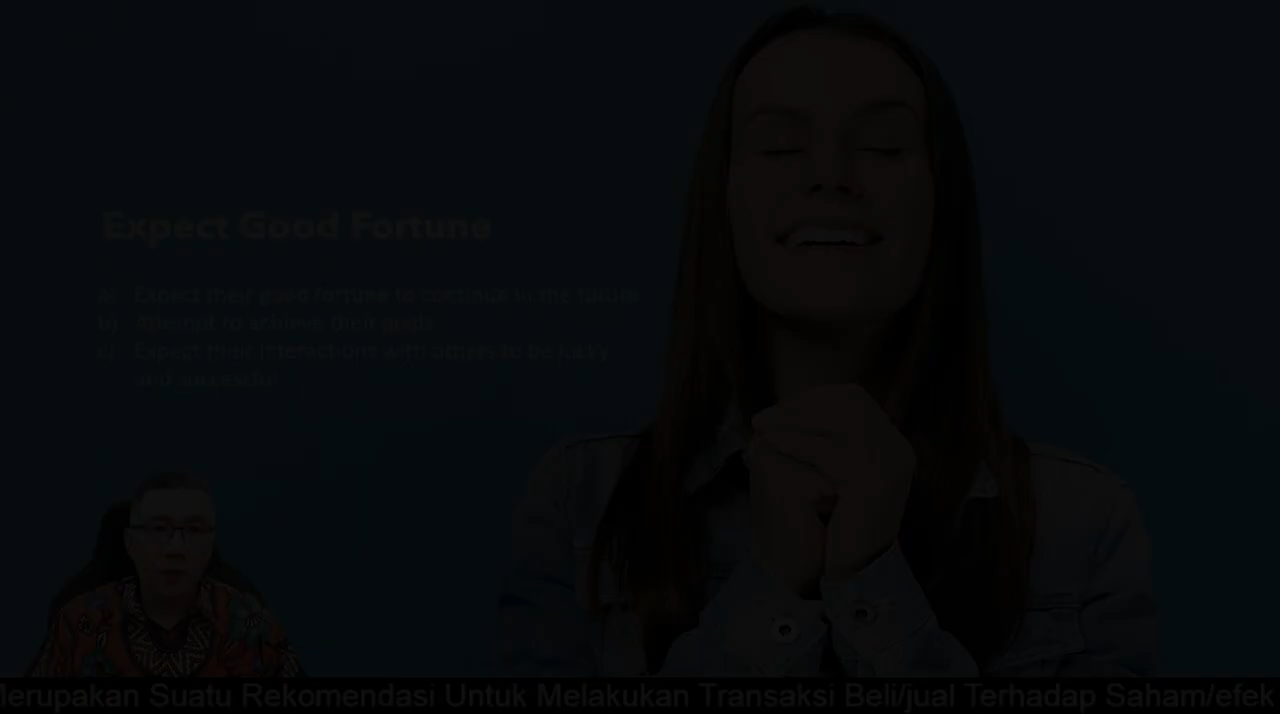 Expect Good Fortune
a) Expect their good fortune to continue in the future
b) Attempt to achieve their goals
c) Expect their interactions with others to be lucky
and successful
Merupakan Suatu Rekomendasi Untuk Melakukan Transaksi Beli/jual Terhadap Saham/efek